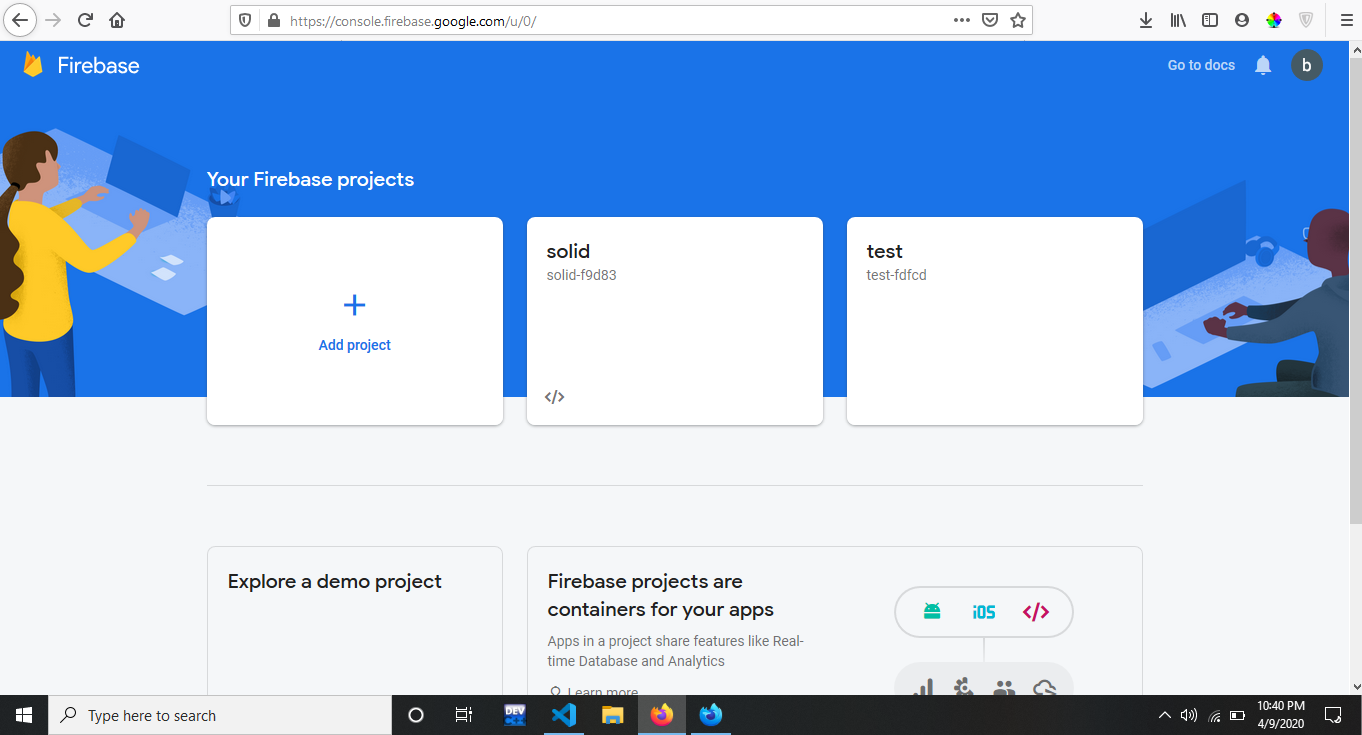 https://console.firebase.google.com/u/0/
Firebase
Go to docs
b
Your Firebase projects
Add project
solid
solid-f9d83
</>
test
test-fdfcd
Explore a demo project
Firebase projects are
containers for your apps
Apps in a project share features like Real-
time Database and Analytics
Learn more
iOS
</>
Type here to search
DEV
C++
10:40 PM
4/9/2020